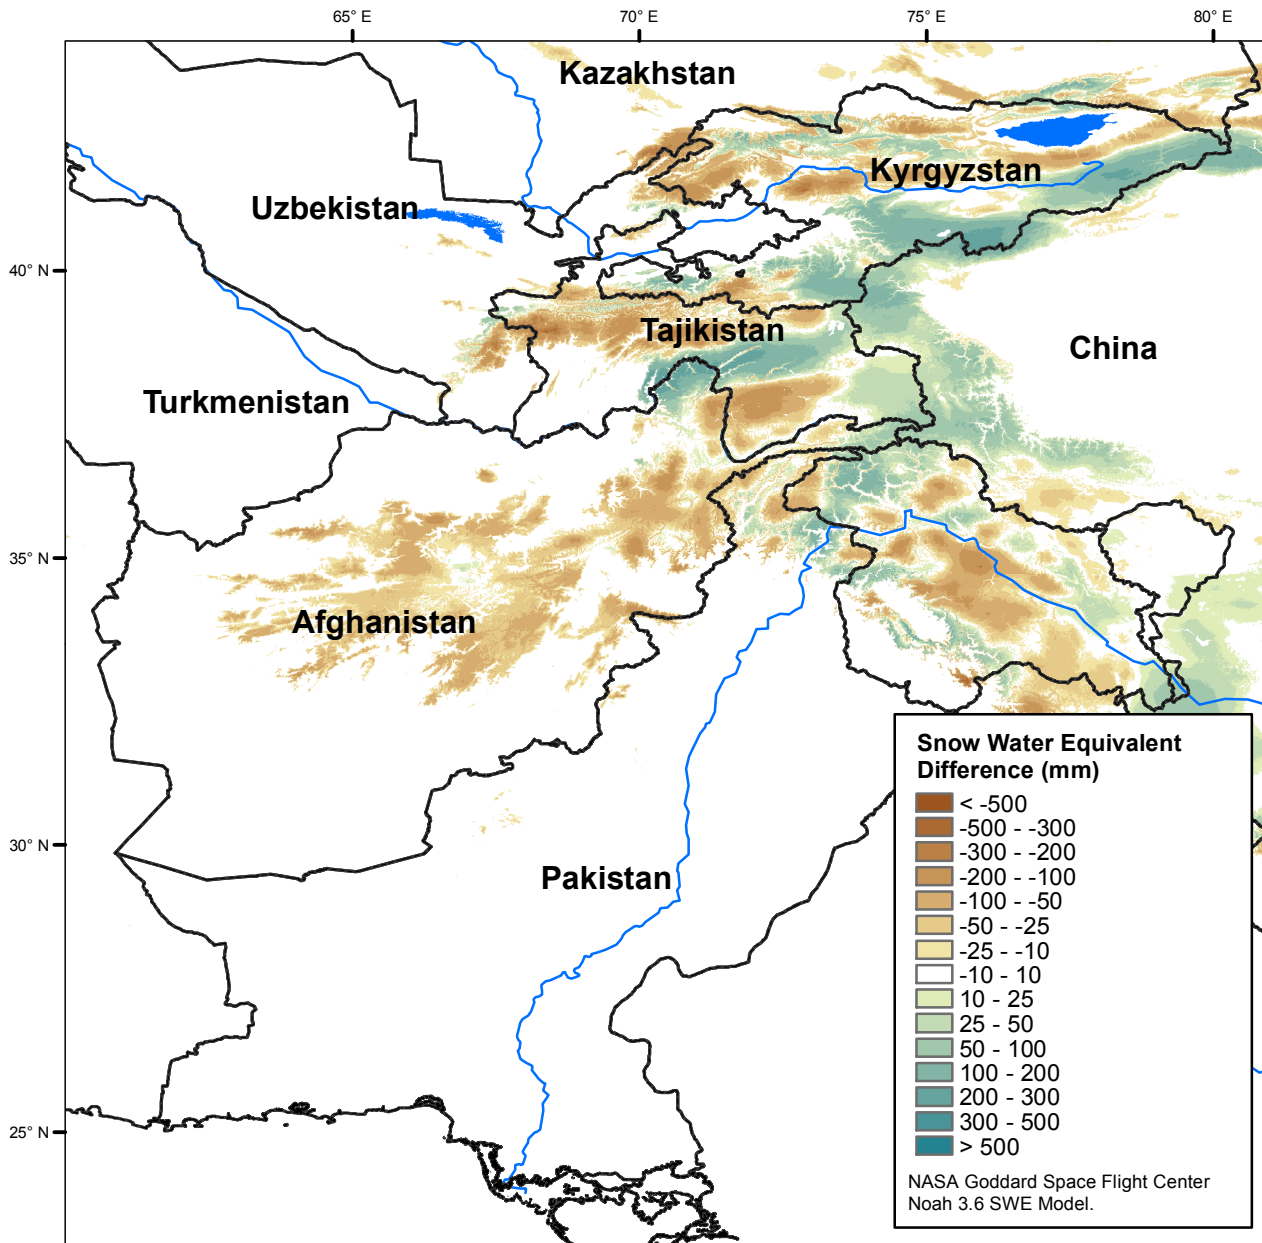 65° E
70° E
75° E
80° E
Kazakhstan
Kyrgyzstan
Uzbekistan
40° N
Tajikistan
China
Turkmenistan
35° N
Afghanistan
30° N
Pakistan
25° N
Snow Water Equivalent
Difference (mm)
< -500
-500 - -300
-300 - -200
-200 - -100
-100 - -50
-50 - -25
-25 - -10
-10 - 10
10 - 25
25 - 50
50 - 100
100 - 200
200 - 300
300 - 500
> 500
NASA Goddard Space Flight Center
Noah 3.6 SWE Model.